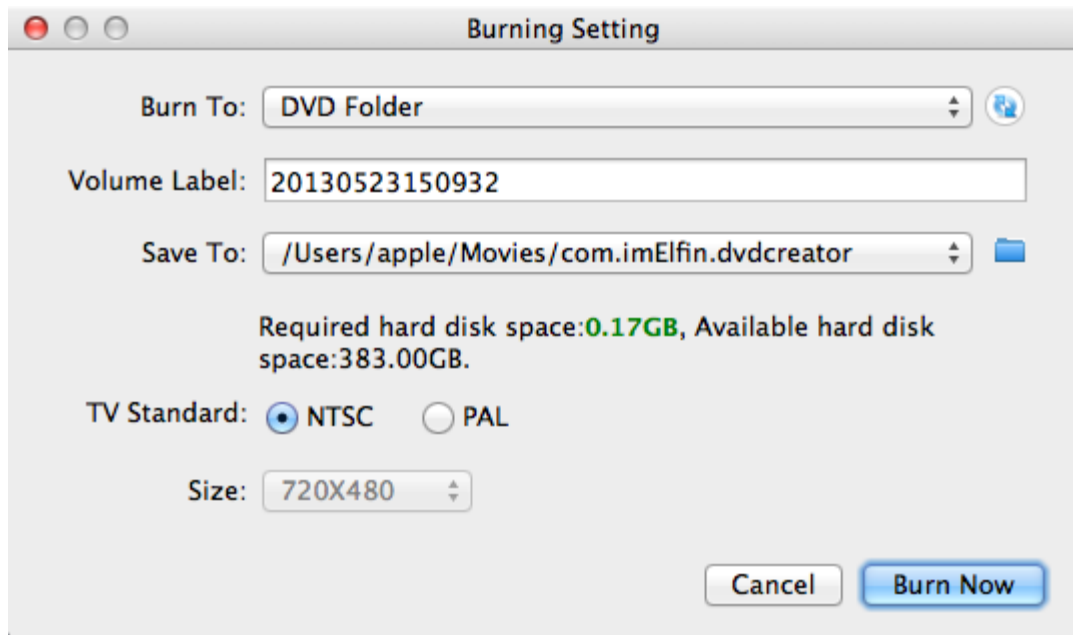 Burning Setting
Burn To: DVD Folder
Volume Label: 20130523150932
Save To: /Users/apple/Movies/com.imElfin.dvdcreator
Required hard disk space:0.17GB, Available hard disk
space:383.00GB.
TV Standard: NTSC PAL
Size: 720X480
Cancel Burn Now